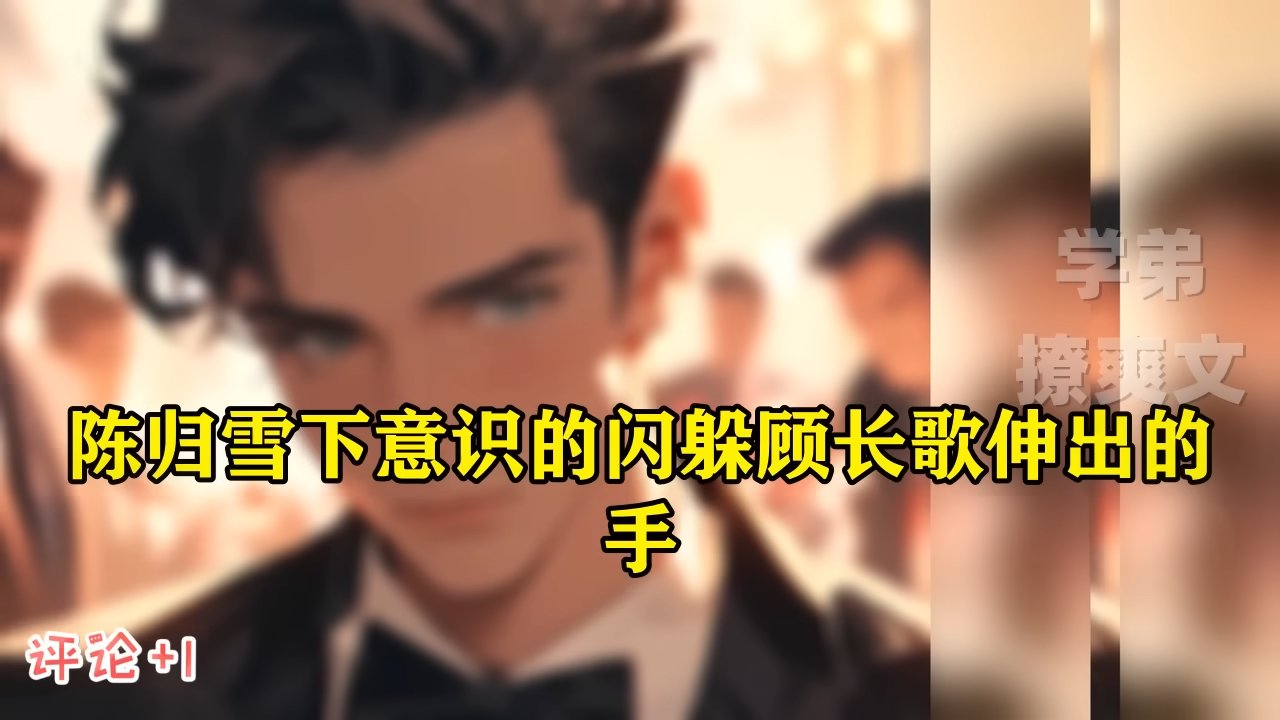 学弟
撩爽文
陈归雪下意识的闪躲顾长歌伸出的
手
评论+1